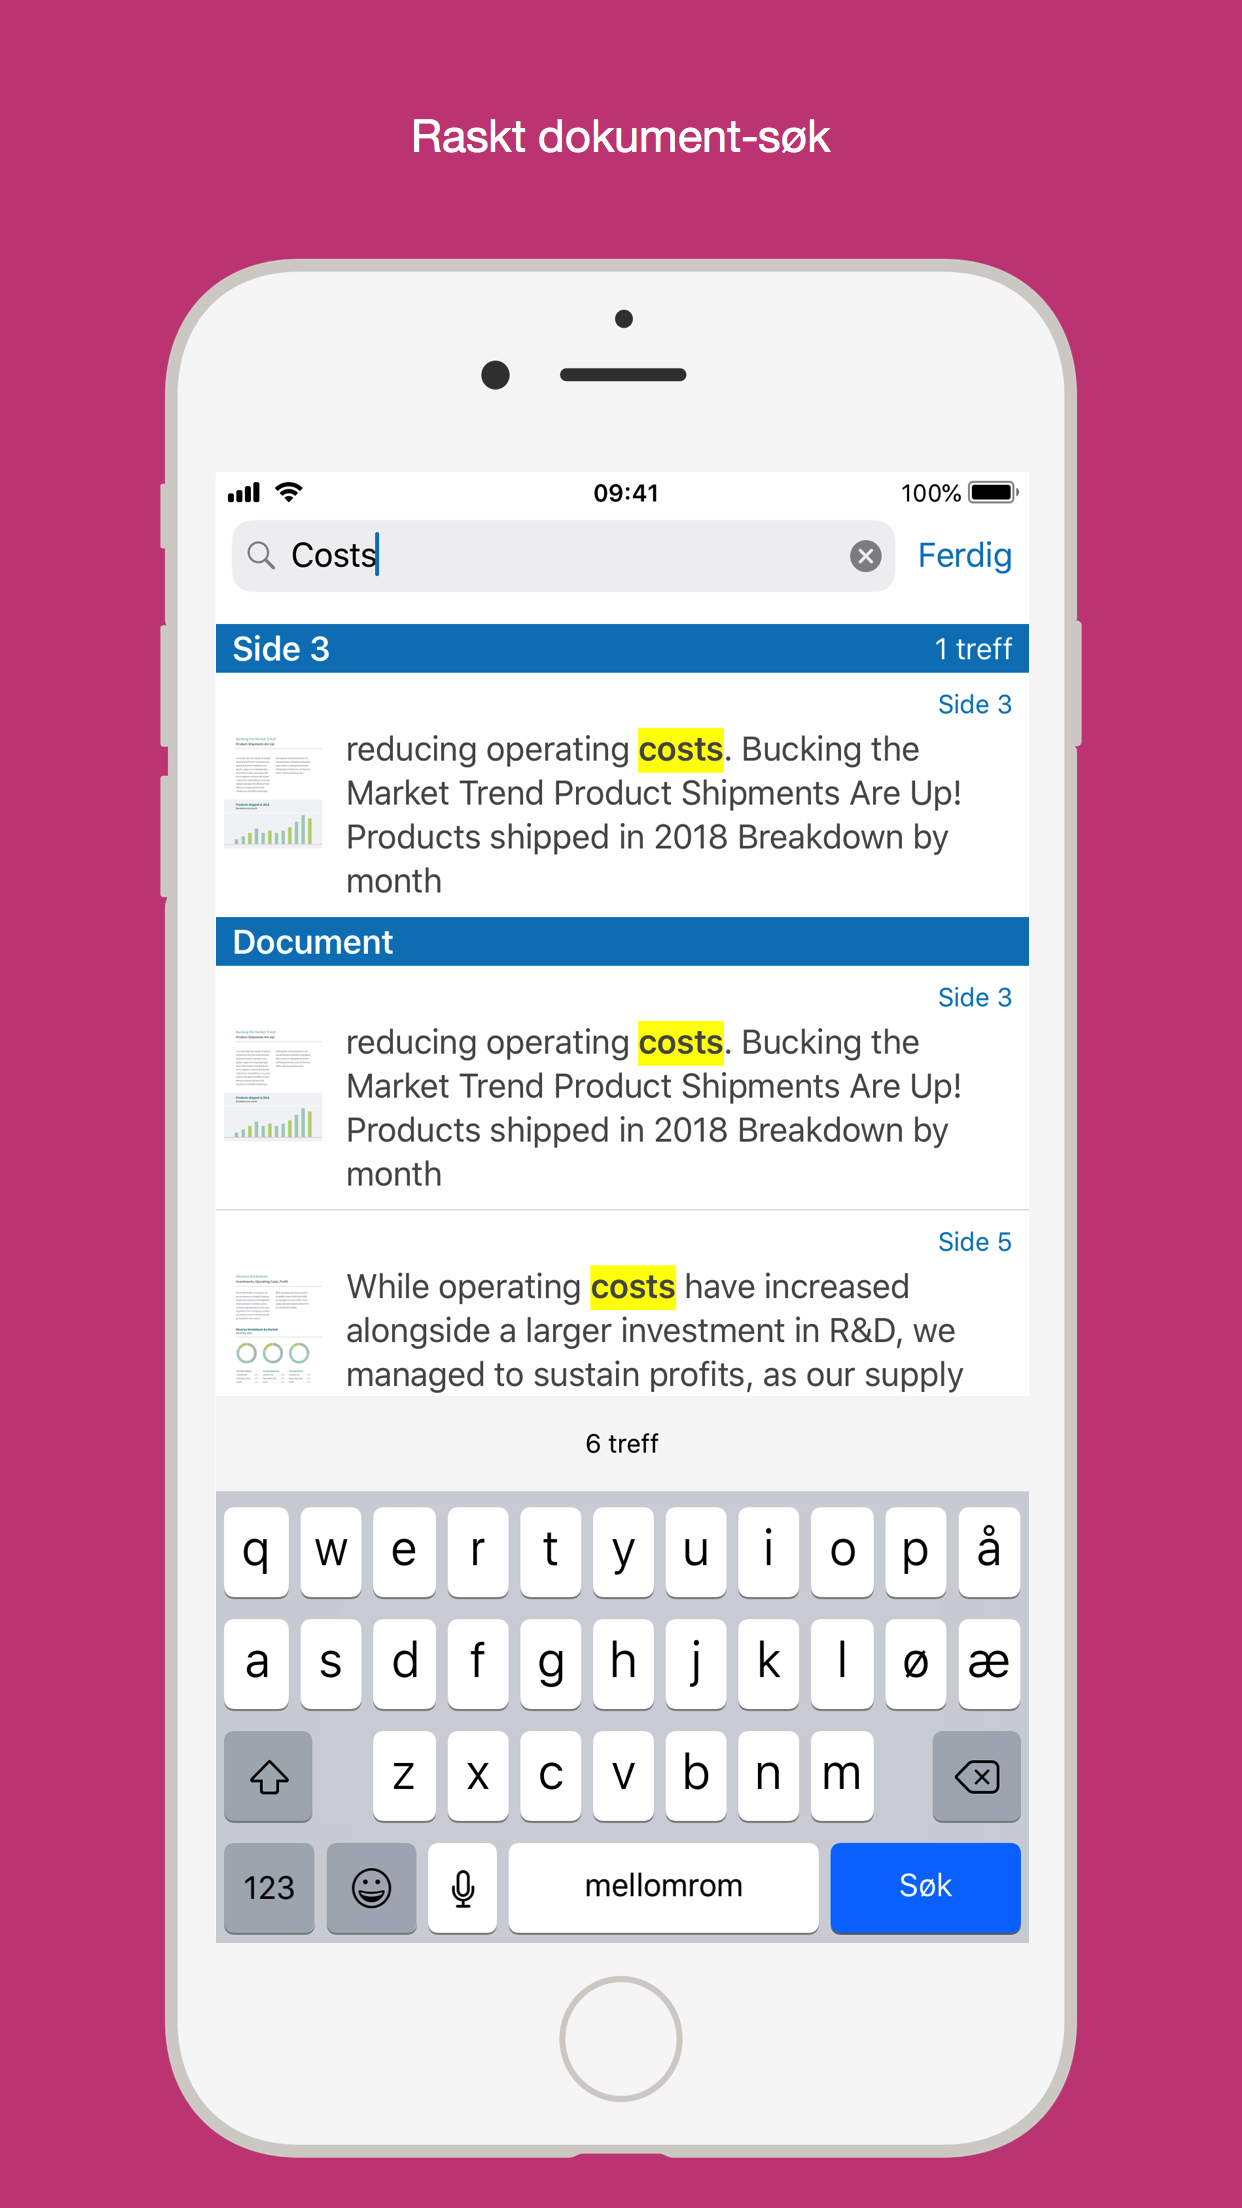 Raskt dokument-søk
09:41
100%
Costs
Ferdig
Side 3
1 treff
Side 3
reducing operating costs. Bucking the
Market Trend Product Shipments Are Up!
Products shipped in 2018 Breakdown by
month
Document
Side 3
reducing operating costs. Bucking the
Market Trend Product Shipments Are Up!
Products shipped in 2018 Breakdown by
month
Side 5
While operating costs have increased
alongside a larger investment in R&D, we
managed to sustain profits, as our supply
6 treff
q w e r t y u i o p å
a s d f g h j k l ø æ
z x c v b n m
123
mellomrom
Søk